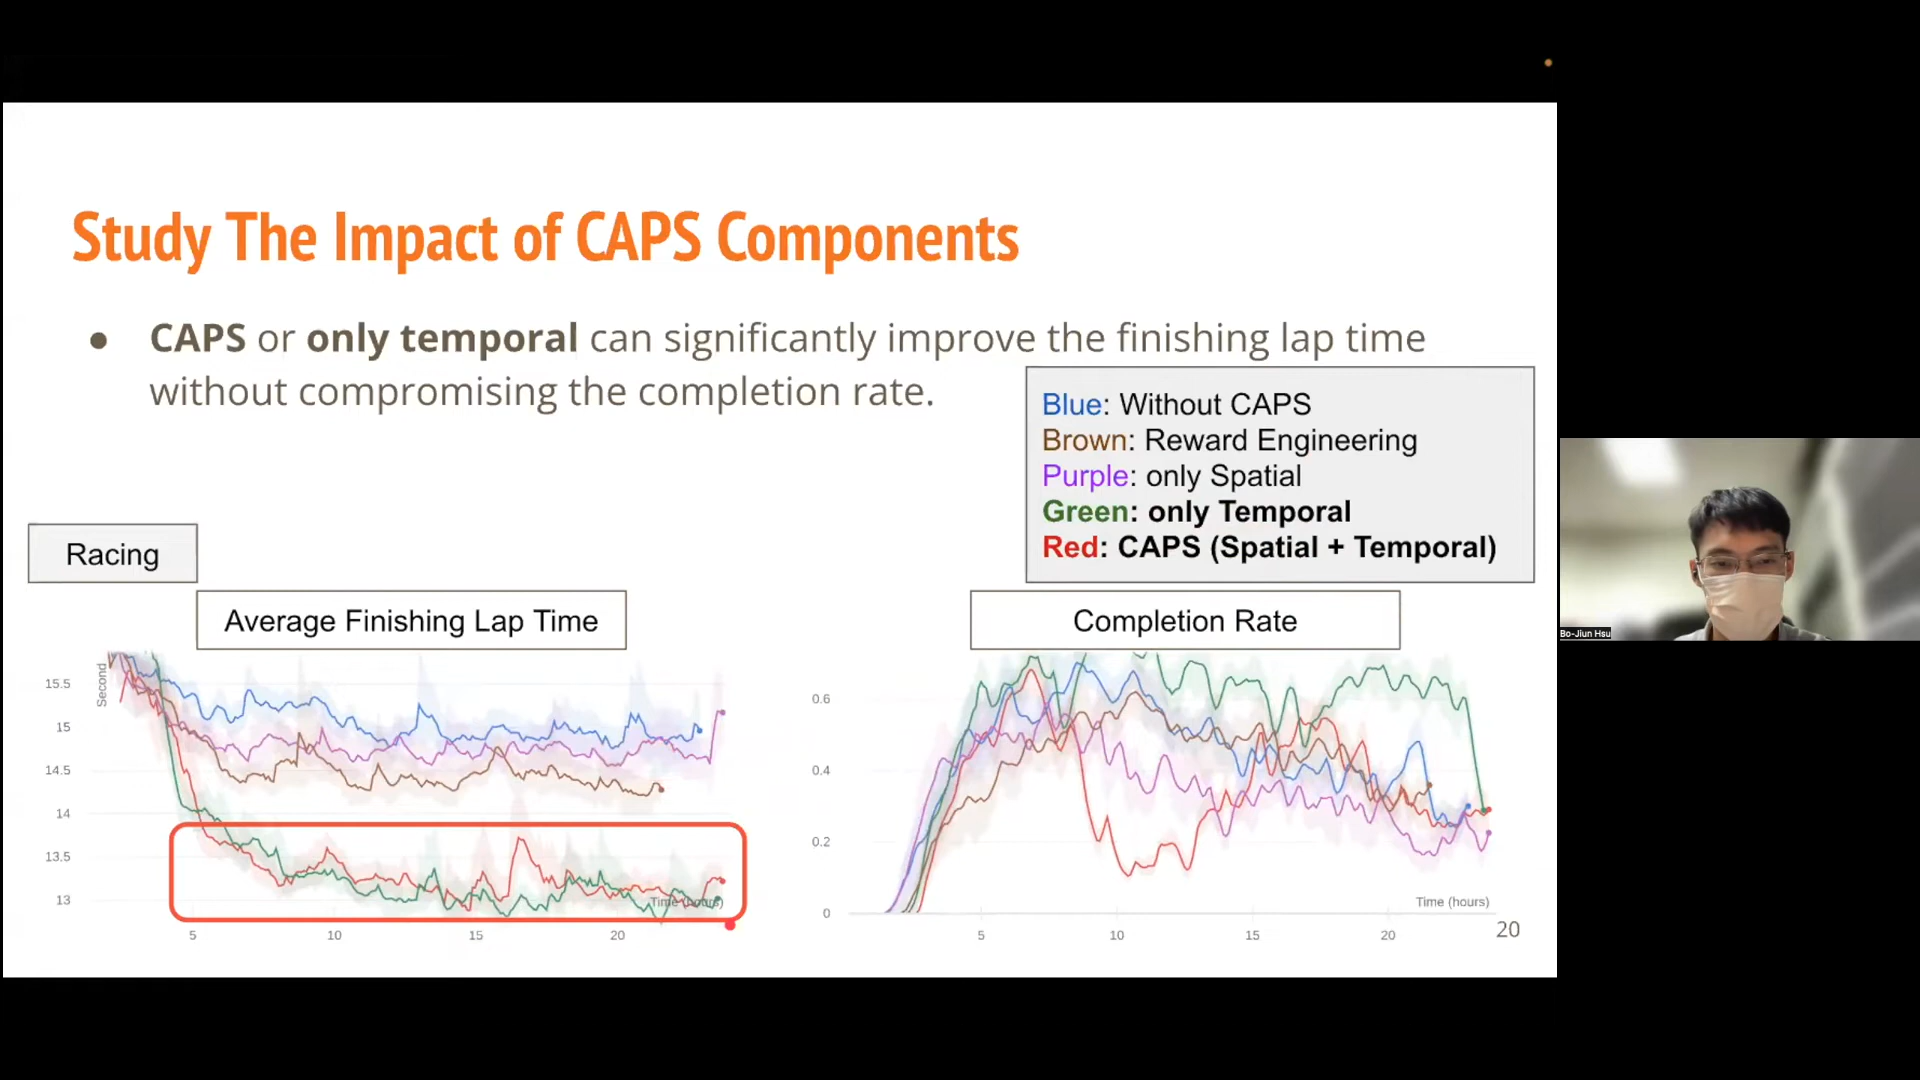 Study The Impact of CAPS Components
● CAPS or only temporal can significantly improve the finishing lap time
without compromising the completion rate.
Blue: Without CAPS
Brown: Reward Engineering
Purple: only Spatial
Green: only Temporal
Red: CAPS (Spatial + Temporal)
Racing
Average Finishing Lap Time
Second
15.5
15
14.5
14
13.5
13
Time (hours)
5 10 15 20
Completion Rate
0.6
0.4
0.2
0
Time (hours)
5 10 15 20
20
Bo-Jiun Hsu